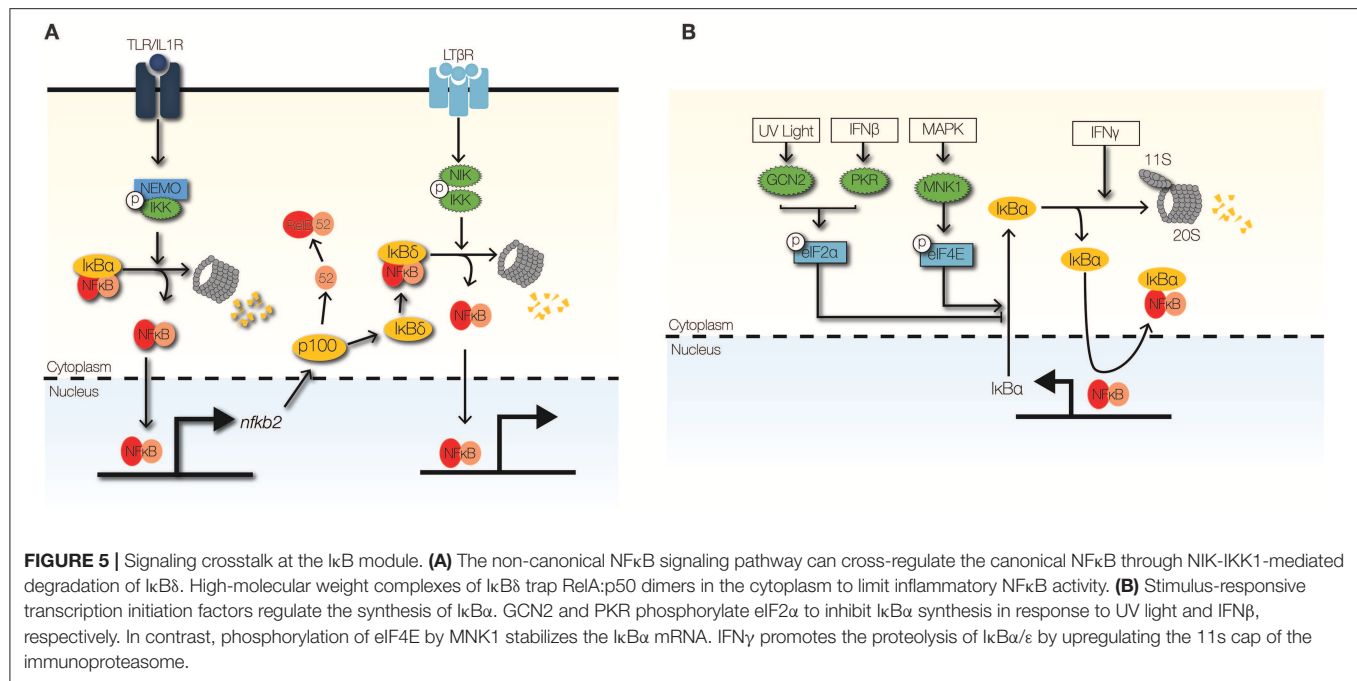 A
TLR/IL1R
LTβR
NEMO
P
IKK
NIK
P
IKK
RelB 52
52
IκBα
NFκB
IκBδ
NFκB
NFκB
p100
IκBδ
NFκB
Cytoplasm
Nucleus
nfkb2
NFκB
NFκB
B
UV Light
IFNβ
MAPK
IFNγ
GCN2
PKR
MNK1
11S
20S
IκBα
P
eIF2α
P
eIF4E
IκBα
IκBα
NFκB
Cytoplasm
Nucleus
IκBα
NFκB
FIGURE 5 | Signaling crosstalk at the IκB module. (A) The non-canonical NFκB signaling pathway can cross-regulate the canonical NFκB through NIK-IKK1-mediated
degradation of IκBδ. High-molecular weight complexes of IκBδ trap RelA:p50 dimers in the cytoplasm to limit inflammatory NFκB activity. (B) Stimulus-responsive
transcription initiation factors regulate the synthesis of IκBα. GCN2 and PKR phosphorylate eIF2α to inhibit IκBα synthesis in response to UV light and IFNβ,
respectively. In contrast, phosphorylation of eIF4E by MNK1 stabilizes the IκBα mRNA. IFNγ promotes the proteolysis of IκBα/ε by upregulating the 11s cap of the
immunoproteasome.